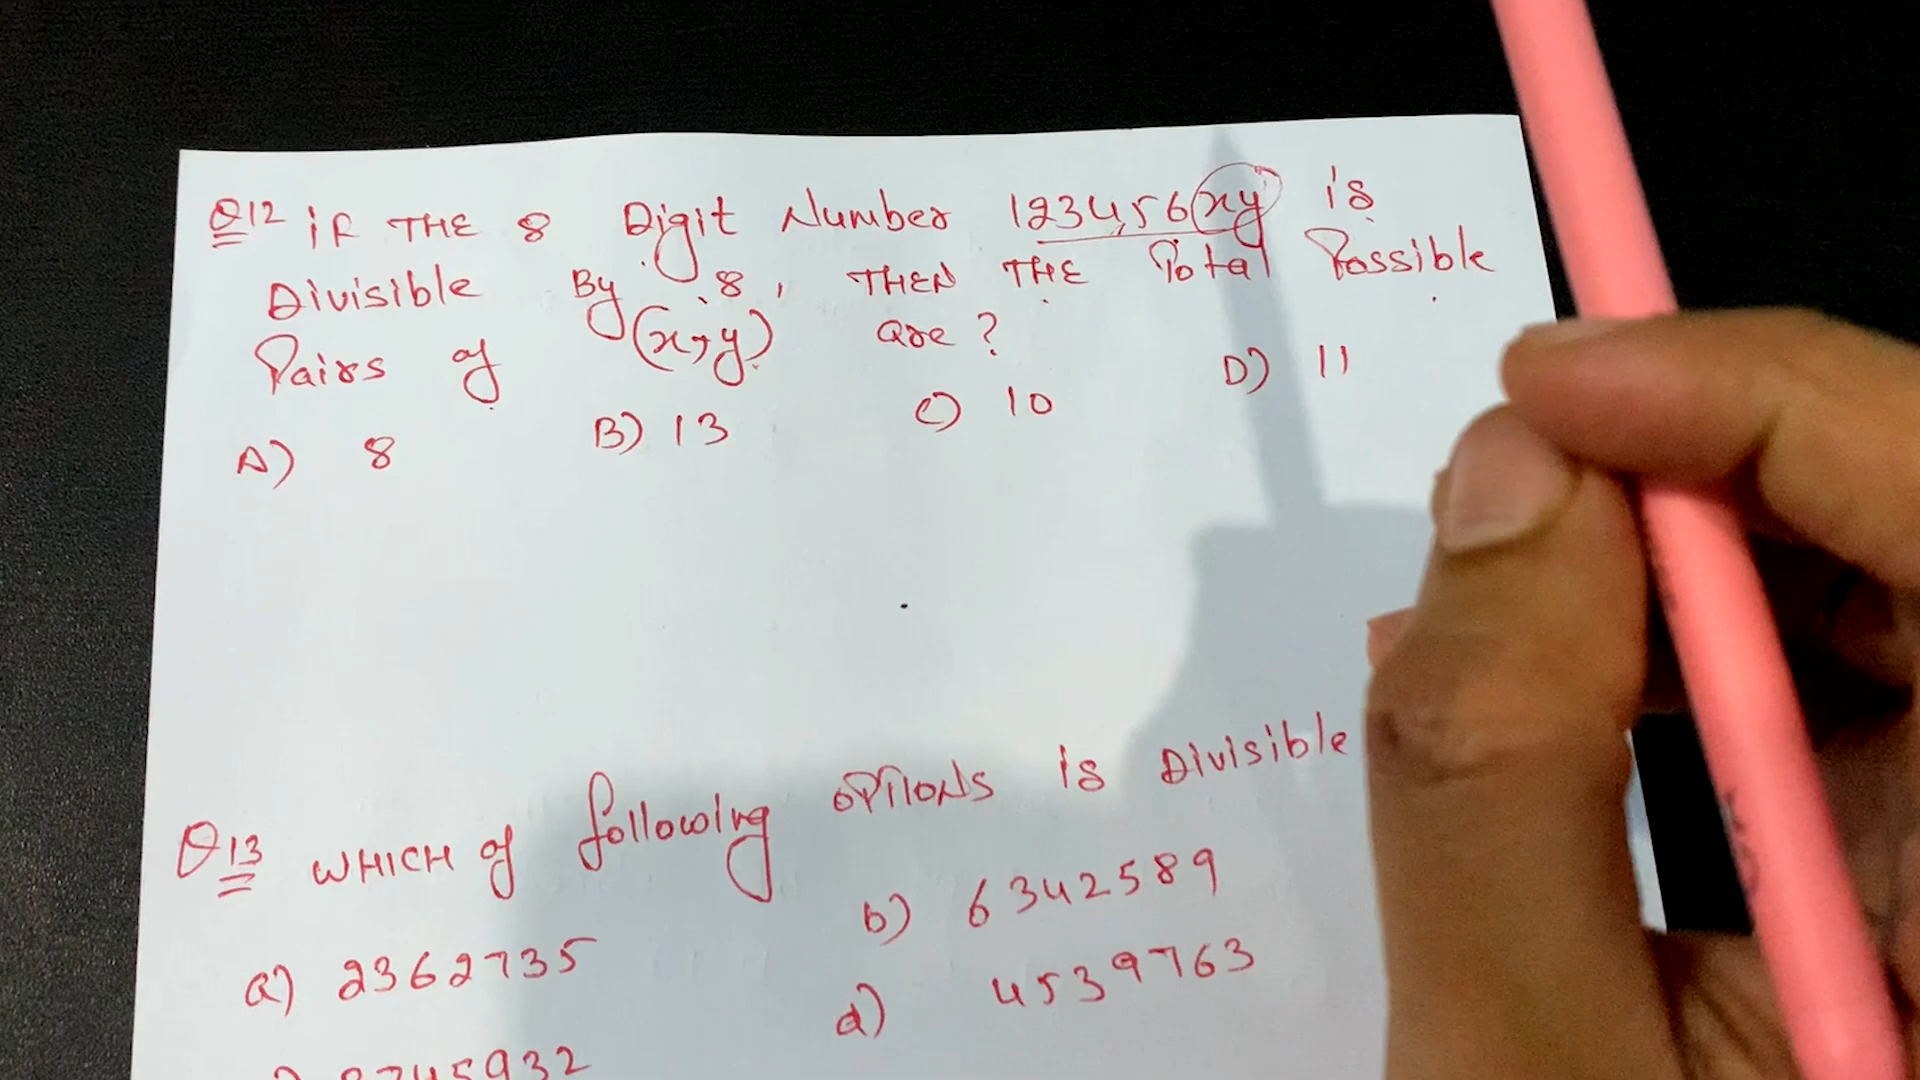 Q12 iF THE 8 Digit Number 123456xy is
Divisible By 8, THEN THE Total Possible
Pairs of (x,y) are?
A) 8 B) 13 C) 10 D) 11
Q13 WHICH of following OPTIONS is Divisible
a) 2362735 b) 6342589
d) 4539763